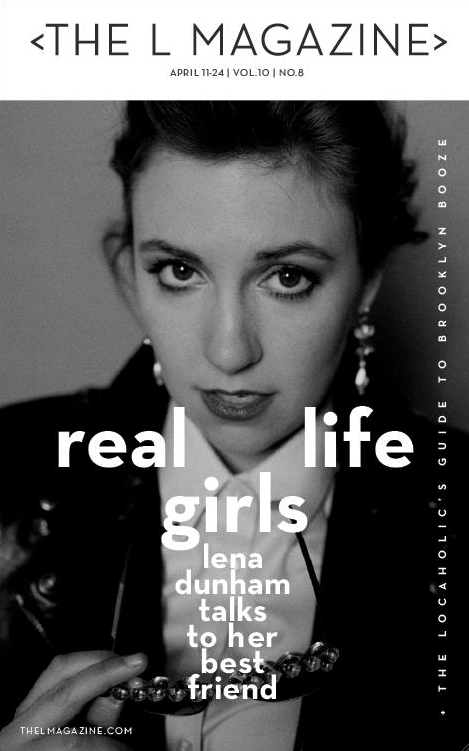 <THE L MAGAZINE>
APRIL 11-24 | VOL.10 | NO.8
real life
girls
lena
dunham
talks
to her
best
friend
+ THE LOCAHOLIC'S GUIDE TO BROOKLYN BOOZE
THELMAGAZINE.COM